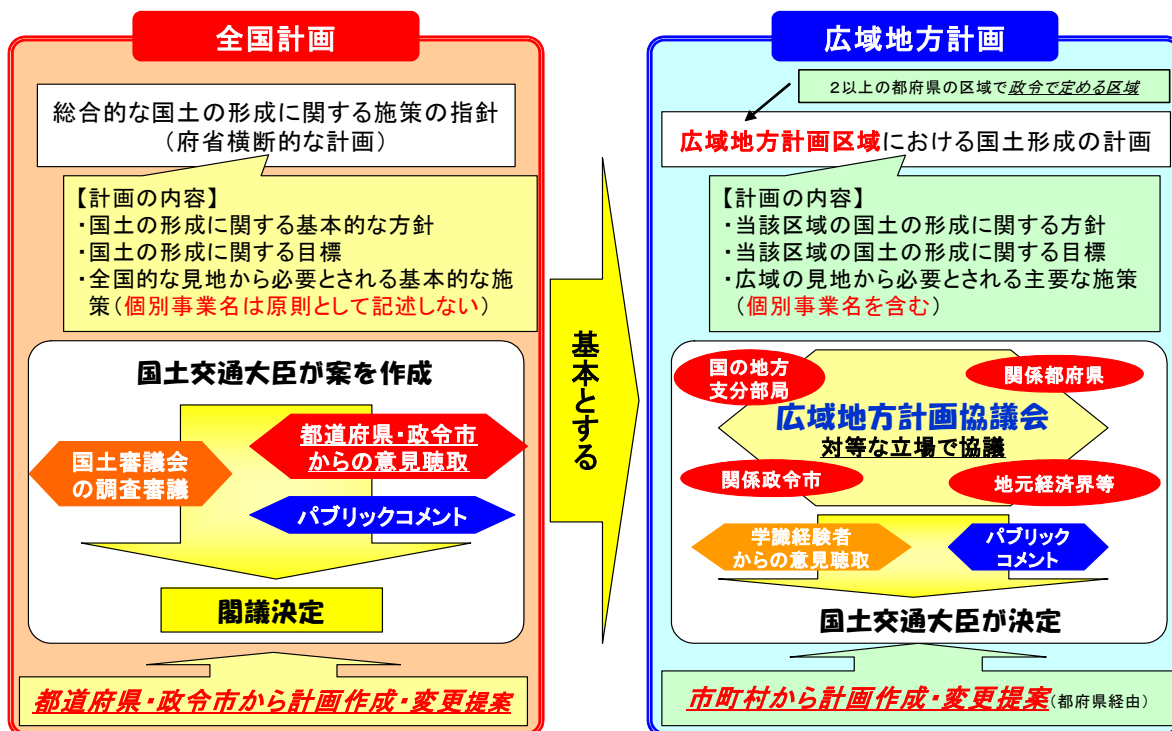 全国計画
総合的な国土の形成に関する施策の指針
(府省横断的な計画)
【計画の内容】
・国土の形成に関する基本的な方針
・国土の形成に関する目標
・全国的な見地から必要とされる基本的な施
策(個別事業名は原則として記述しない)
国土交通大臣が案を作成
都道府県・政令市
からの意見聴取
国土審議会
の調査審議
パブリックコメント
閣議決定
都道府県・政令市から計画作成・変更提案
基本とする
広域地方計画
2以上の都府県の区域で政令で定める区域
広域地方計画区域における国土形成の計画
【計画の内容】
・当該区域の国土の形成に関する方針
・当該区域の国土の形成に関する目標
・広域の見地から必要とされる主要な施策
(個別事業名を含む)
国の地方
支分部局
関係都府県
広域地方計画協議会
対等な立場で協議
関係政令市
地元経済界等
学識経験者
からの意見聴取
パブリック
コメント
国土交通大臣が決定
市町村から計画作成・変更提案(都府県経由)